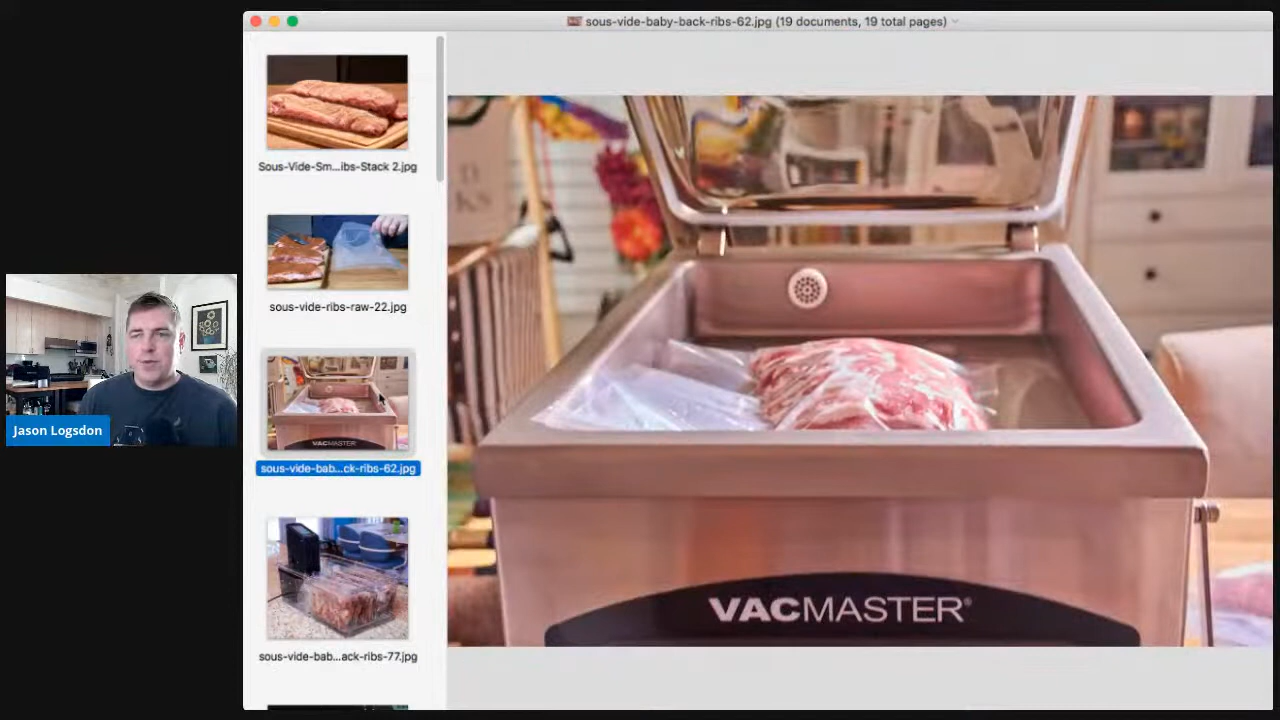 sous-vide-baby-back-ribs-62.jpg (19 documents, 19 total pages)
Sous-Vide-Sm...ibs-Stack 2.jpg
sous-vide-ribs-raw-22.jpg
VACMASTER
sous-vide-bab...ck-ribs-62.jpg
sous-vide-bab...ack-ribs-77.jpg
Jason Logsdon
VACMASTER®